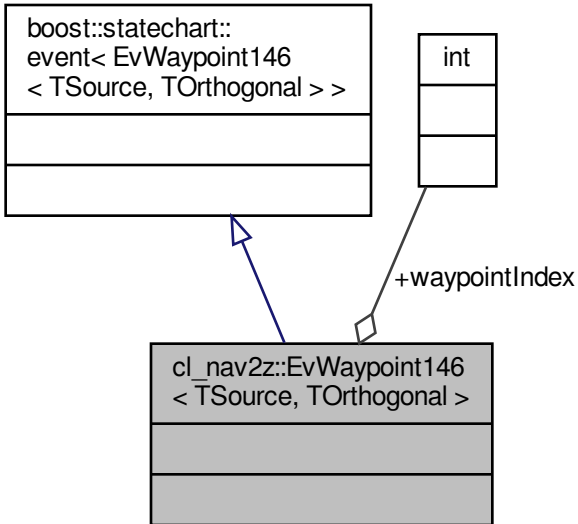 boost::statechart::
event< EvWaypoint146
< TSource, TOrthogonal > >
int
+waypointIndex
cl_nav2z::EvWaypoint146
< TSource, TOrthogonal >